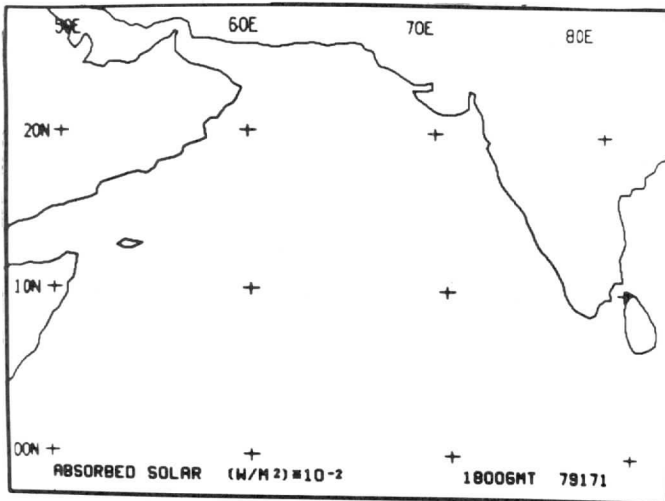 50E 60E 70E 80E
20N
10N
00N
ABSORBED SOLAR (W/M²)*10-² 1800GMT 79171